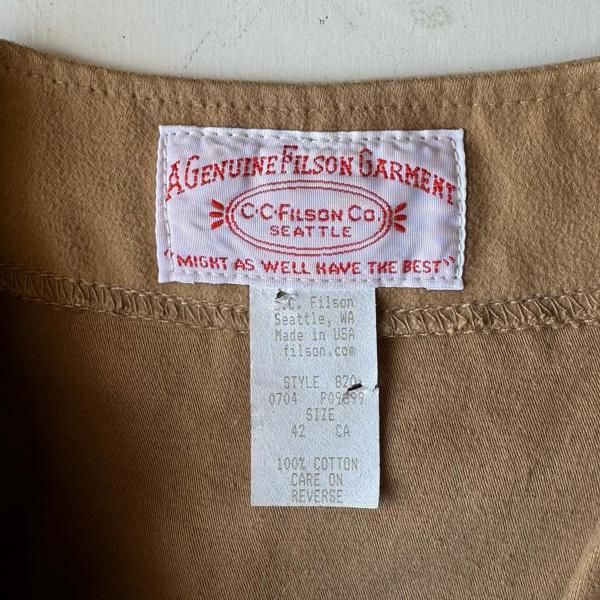 A GENUINE FILSON GARMENT
C·C·FILSON CO.
SEATTLE
"MIGHT AS WELL HAVE THE BEST"
C. Filson
Seattle, WA
Made in USA
filson.com
STYLE
0704
SIZE
42 CA
100% COTTON
CARE ON
REVERSE